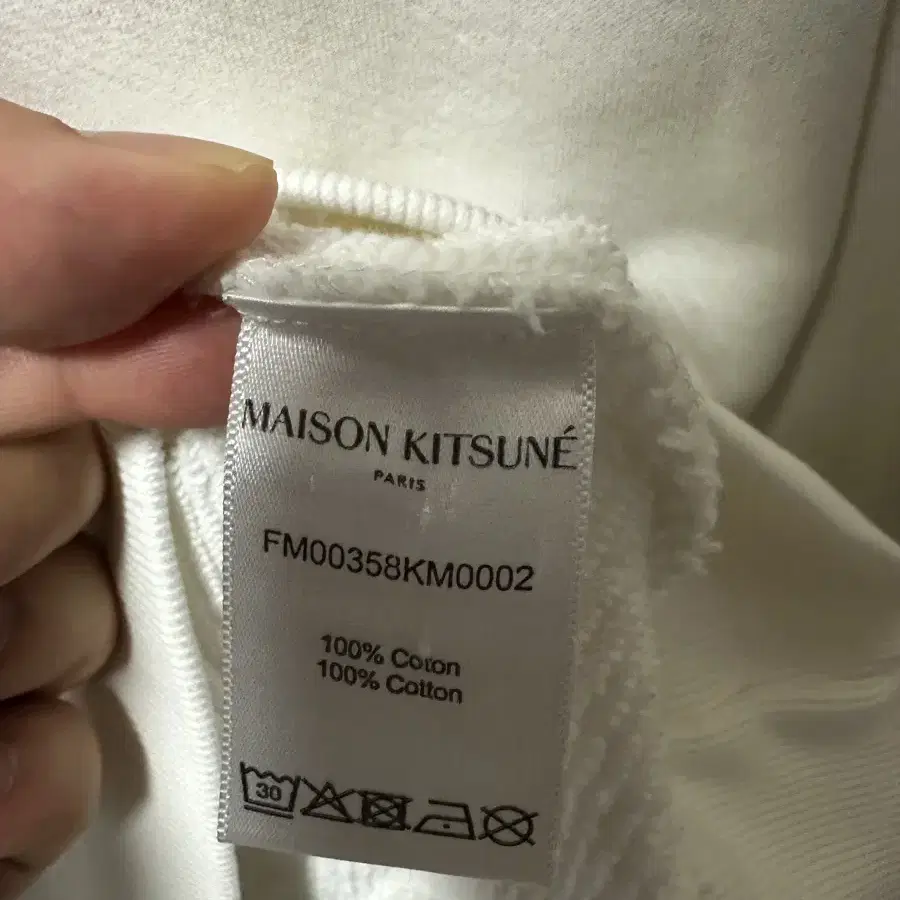 MAISON KITSUNÉ
PARIS
FM00358KM0002
100% Coton
100% Cotton
30